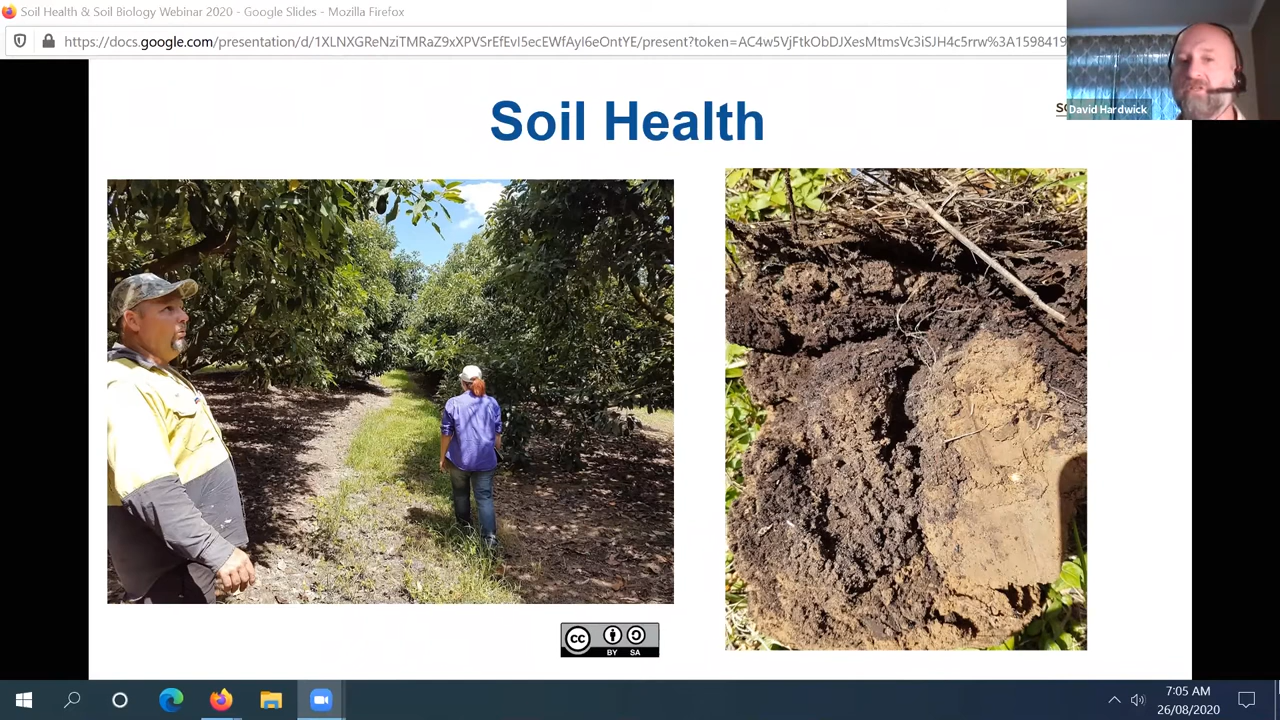 Soil Health & Soil Biology Webinar 2020 - Google Slides - Mozilla Firefox
https://docs.google.com/presentation/d/1XLNXGReNziTMRaZ9xXPVSrEfEvI5ecEWfAyI6eOntYE/present?token=AC4w5VjFtkObDJXesMtmsVc3iSJH4c5rrw%3A1598419
David Hardwick
Soil Health
cc
BY SA
7:05 AM
26/08/2020